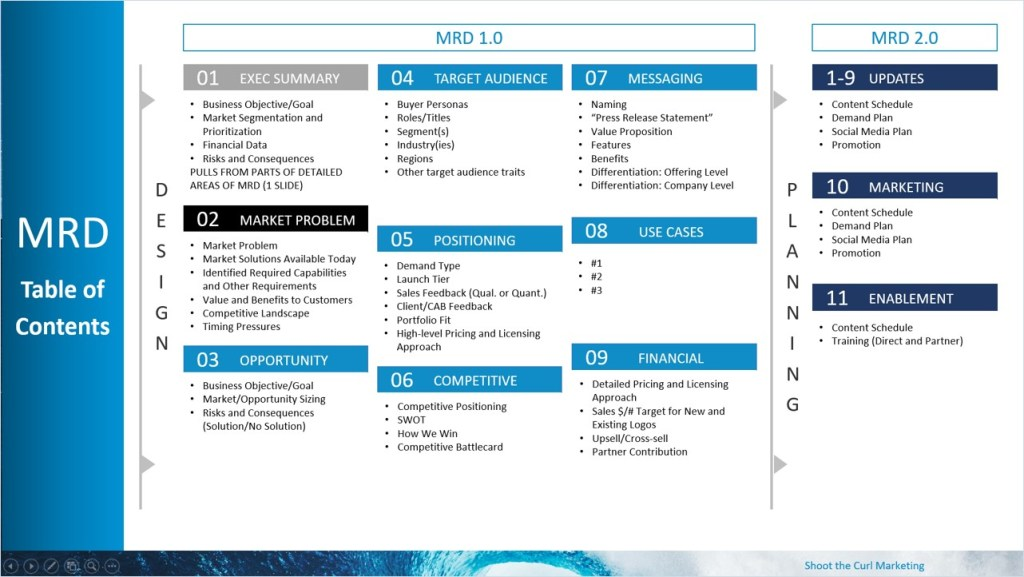 MRD
Table of
Contents
D
E
S
I
G
N
MRD 1.0
01 EXEC SUMMARY
• Business Objective/Goal
• Market Segmentation and
Prioritization
• Financial Data
• Risks and Consequences
PULLS FROM PARTS OF DETAILED
AREAS OF MRD (1 SLIDE)
02 MARKET PROBLEM
• Market Problem
• Market Solutions Available Today
• Identified Required Capabilities
and Other Requirements
• Value and Benefits to Customers
• Competitive Landscape
• Timing Pressures
03 OPPORTUNITY
• Business Objective/Goal
• Market/Opportunity Sizing
• Risks and Consequences
(Solution/No Solution)
04 TARGET AUDIENCE
• Buyer Personas
• Roles/Titles
• Segment(s)
• Industry(ies)
• Regions
• Other target audience traits
05 POSITIONING
• Demand Type
• Launch Tier
• Sales Feedback (Qual. or Quant.)
• Client/CAB Feedback
• Portfolio Fit
• High-level Pricing and Licensing
Approach
06 COMPETITIVE
• Competitive Positioning
• SWOT
• How We Win
• Competitive Battlecard
07 MESSAGING
• Naming
• “Press Release Statement”
• Value Proposition
• Features
• Benefits
• Differentiation: Offering Level
• Differentiation: Company Level
08 USE CASES
• #1
• #2
• #3
09 FINANCIAL
• Detailed Pricing and Licensing
Approach
• Sales $/# Target for New and
Existing Logos
• Upsell/Cross-sell
• Partner Contribution
P
L
A
N
N
I
N
G
MRD 2.0
1-9 UPDATES
• Content Schedule
• Demand Plan
• Social Media Plan
• Promotion
10 MARKETING
• Content Schedule
• Demand Plan
• Social Media Plan
• Promotion
11 ENABLEMENT
• Content Schedule
• Training (Direct and Partner)
Shoot the Curl Marketing